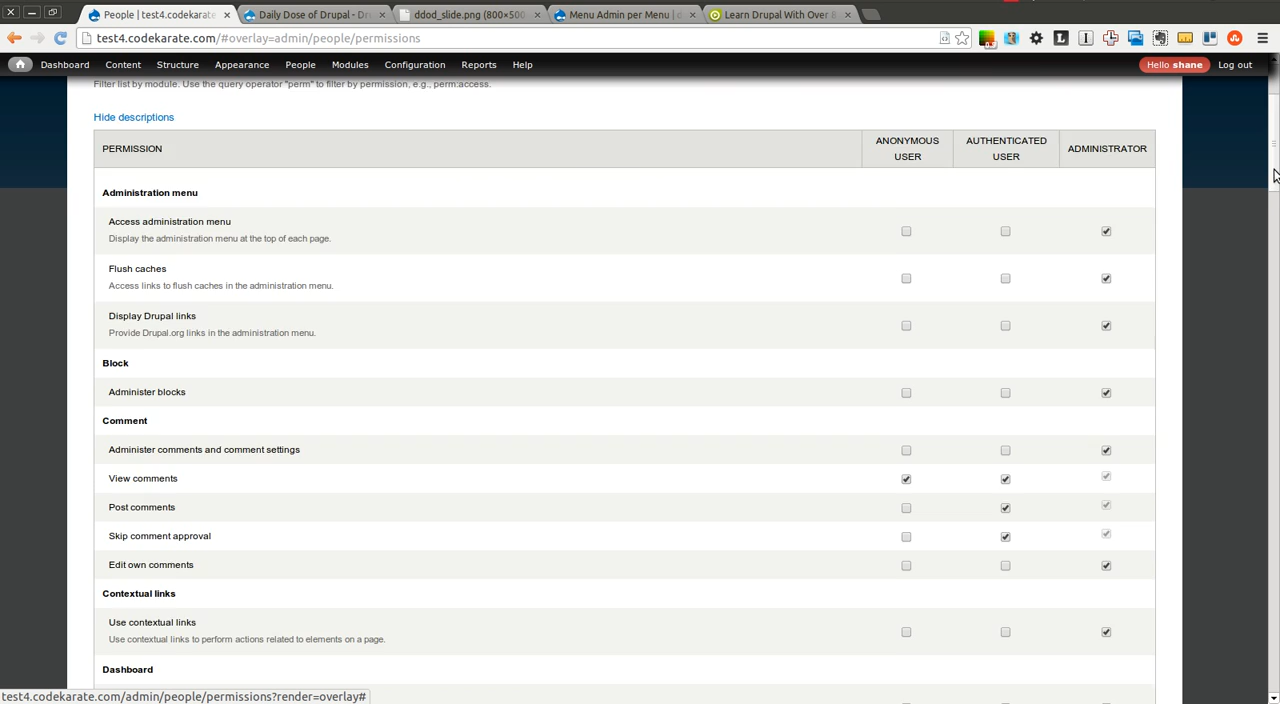 People | test4.codekarate
Daily Dose of Drupal - Dr
ddod_slide.png (800×500
Menu Admin per Menu | d
Learn Drupal With Over 8
test4.codekarate.com/#overlay=admin/people/permissions
Dashboard Content Structure Appearance People Modules Configuration Reports Help Hello shane Log out
Filter list by module. Use the query operator "perm" to filter by permission, e.g., perm:access.
Hide descriptions
PERMISSION ANONYMOUS USER AUTHENTICATED USER ADMINISTRATOR
Administration menu
Access administration menu
Display the administration menu at the top of each page.
Flush caches
Access links to flush caches in the administration menu.
Display Drupal links
Provide Drupal.org links in the administration menu.
Block
Administer blocks
Comment
Administer comments and comment settings
View comments
Post comments
Skip comment approval
Edit own comments
Contextual links
Use contextual links
Use contextual links to perform actions related to elements on a page.
Dashboard
test4.codekarate.com/admin/people/permissions?render=overlay#